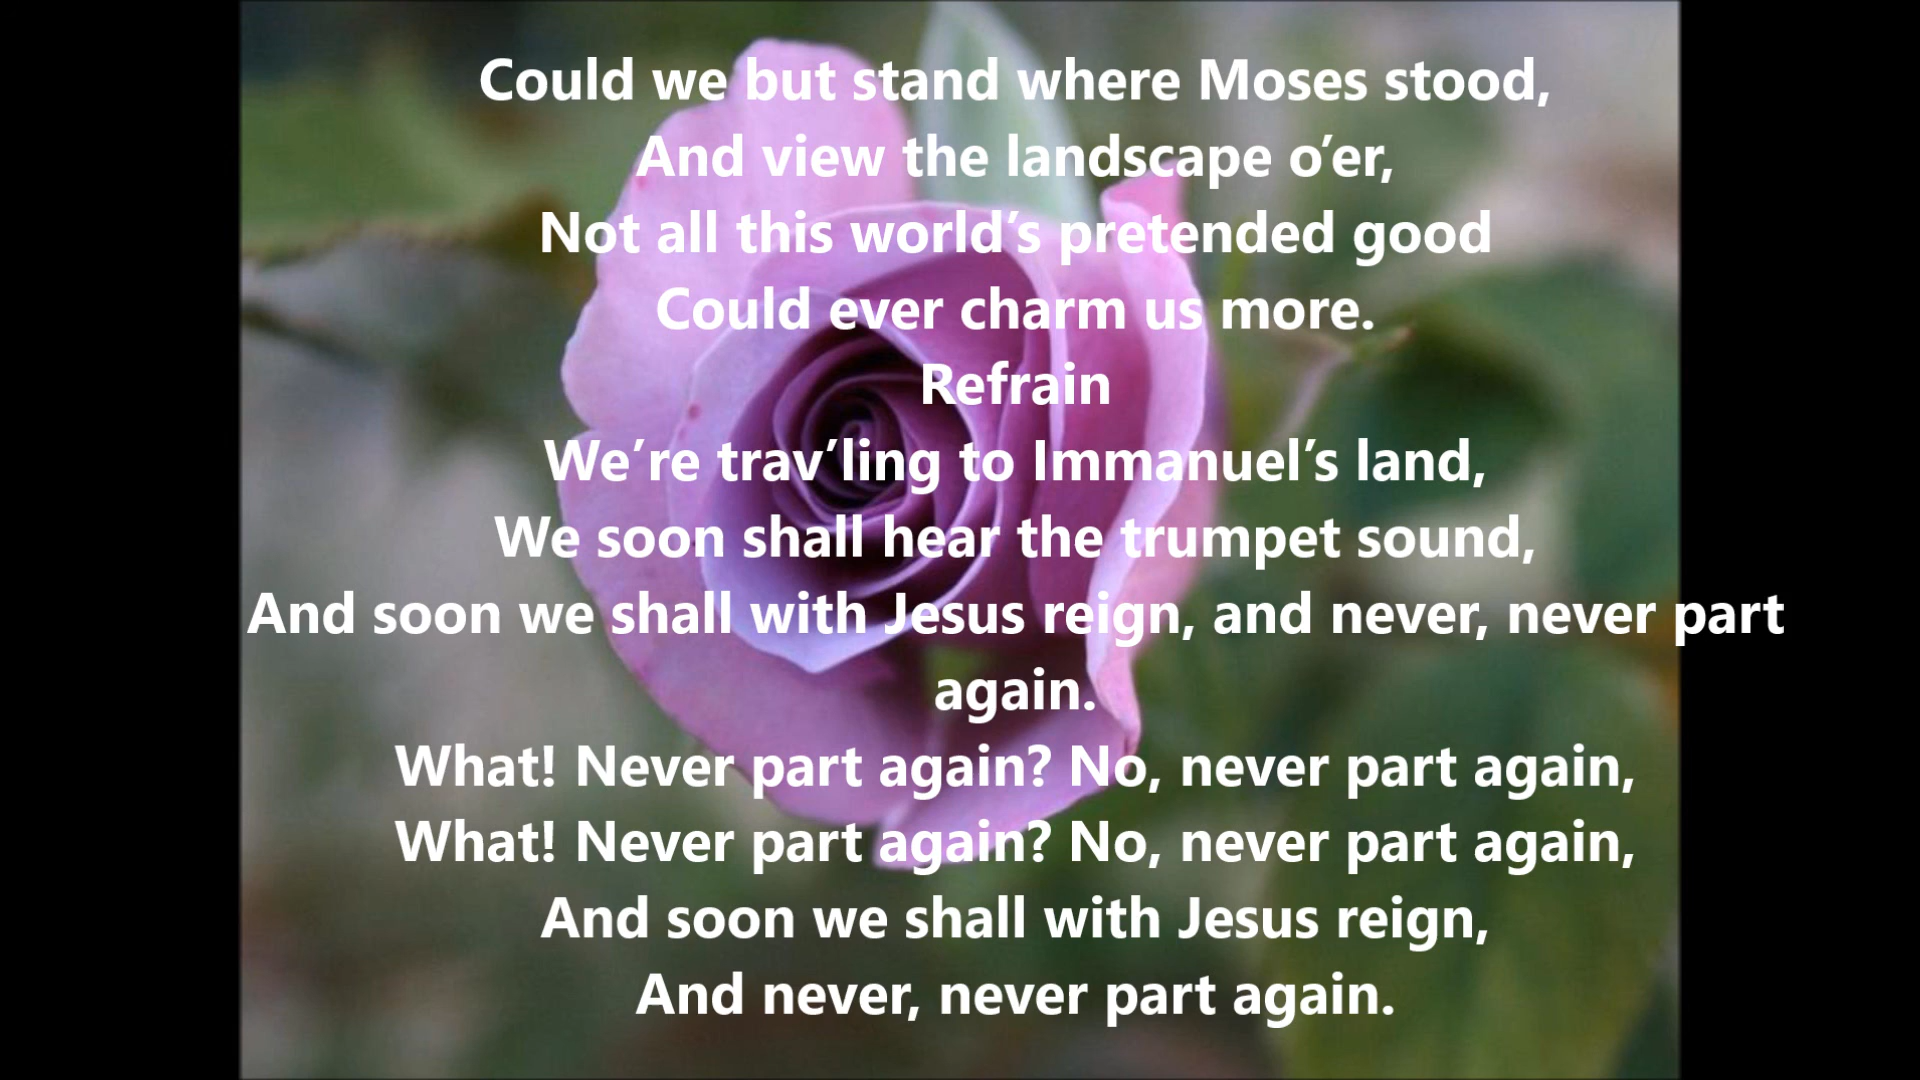 Could we but stand where Moses stood,
And view the landscape o’er,
Not all this world’s pretended good
Could ever charm us more.
Refrain
We’re trav’ling to Immanuel’s land,
We soon shall hear the trumpet sound,
And soon we shall with Jesus reign, and never, never part
again.
What! Never part again? No, never part again,
What! Never part again? No, never part again,
And soon we shall with Jesus reign,
And never, never part again.